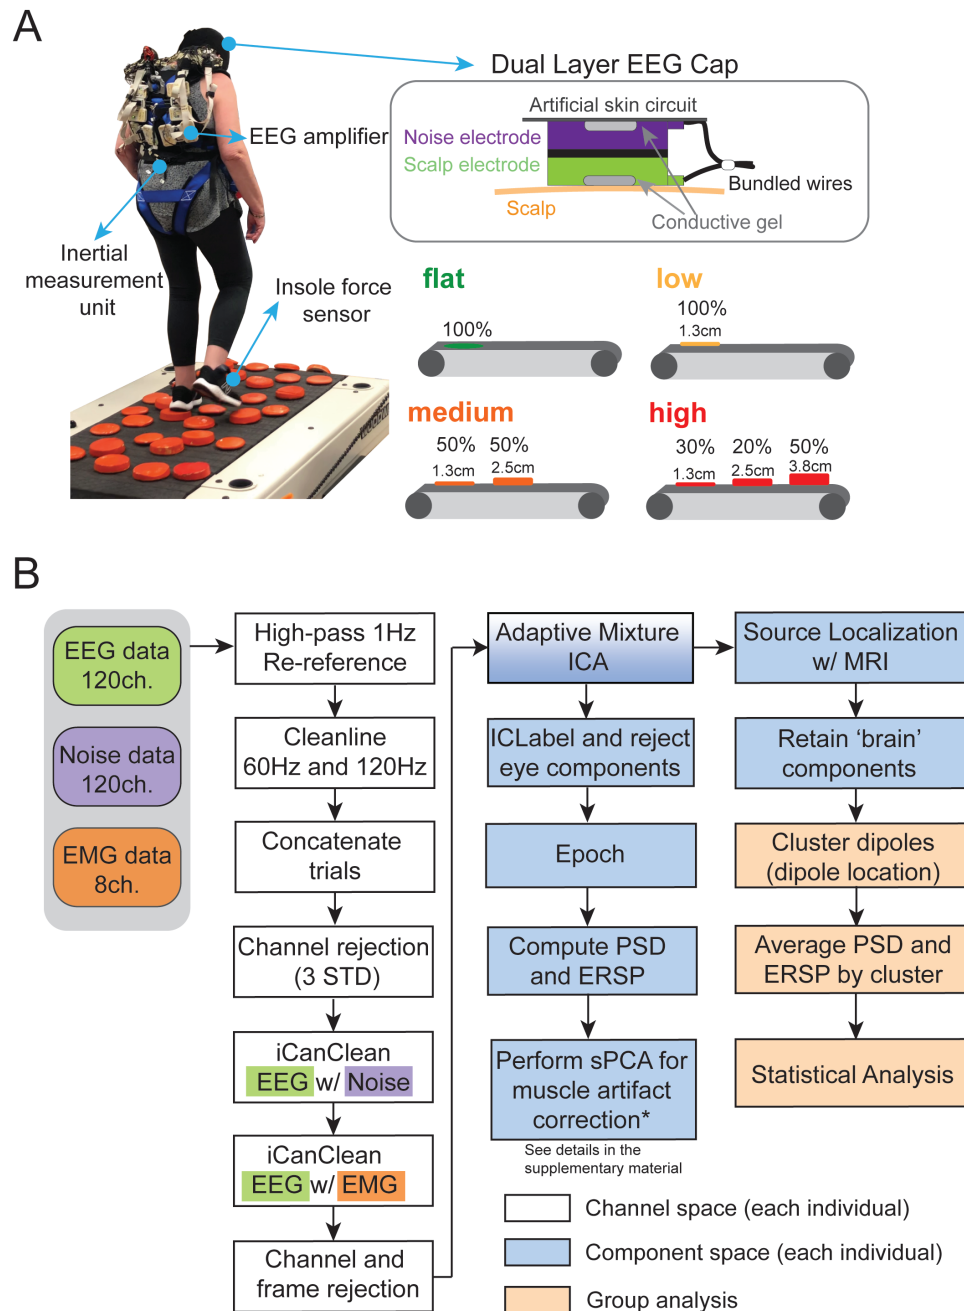 A
Dual Layer EEG Cap
Artificial skin circuit
Noise electrode
Scalp electrode
Bundled wires
Scalp
Conductive gel
EEG amplifier
Inertial
measurement
unit
Insole force
sensor
flat
100%
low
100%
1.3cm
medium
50% 50%
1.3cm 2.5cm
high
30% 20% 50%
1.3cm 2.5cm 3.8cm
B
EEG data
120ch.
Noise data
120ch.
EMG data
8ch.
High-pass 1Hz
Re-reference
Cleanline
60Hz and 120Hz
Concatenate
trials
Channel rejection
(3 STD)
iCanClean
EEG w/ Noise
iCanClean
EEG w/ EMG
Channel and
frame rejection
Adaptive Mixture
ICA
ICLabel and reject
eye components
Epoch
Compute PSD
and ERSP
Perform sPCA for
muscle artifact
correction*
See details in the
supplementary material
Source Localization
w/ MRI
Retain ‘brain’
components
Cluster dipoles
(dipole location)
Average PSD and
ERSP by cluster
Statistical Analysis
Channel space (each individual)
Component space (each individual)
Group analysis